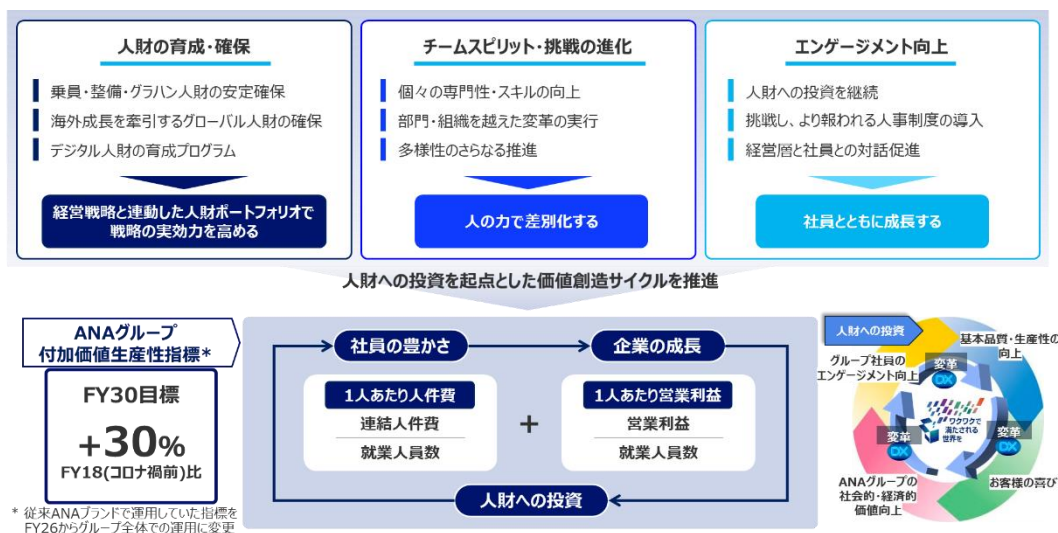 人財の育成・確保
乗員・整備・グラハン人財の安定確保
海外成長を牽引するグローバル人財の確保
デジタル人財の育成プログラム
経営戦略と連動した人財ポートフォリオで
戦略の実効力を高める
チームスピリット・挑戦の進化
個々の専門性・スキルの向上
部門・組織を越えた変革の実行
多様性のさらなる推進
人の力で差別化する
エンゲージメント向上
人財への投資を継続
挑戦し、より報われる人事制度の導入
経営層と社員との対話促進
社員とともに成長する
人財への投資を起点とした価値創造サイクルを推進
ANAグループ
付加価値生産性指標*
FY30目標
+30%
FY18(コロナ禍前)比
* 従来ANAブランドで運用していた指標を
FY26からグループ全体での運用に変更
社員の豊かさ
企業の成長
1人あたり人件費
連結人件費
就業人員数
+
1人あたり営業利益
営業利益
就業人員数
人財への投資
人財への投資
基本品質・生産性の
向上
グループ社員の
エンゲージメント向上
変革
DX
ワクワクで
満たされる
世界を
変革
DX
変革
DX
ANAグループの
社会的・経済的
価値向上
お客様の喜び